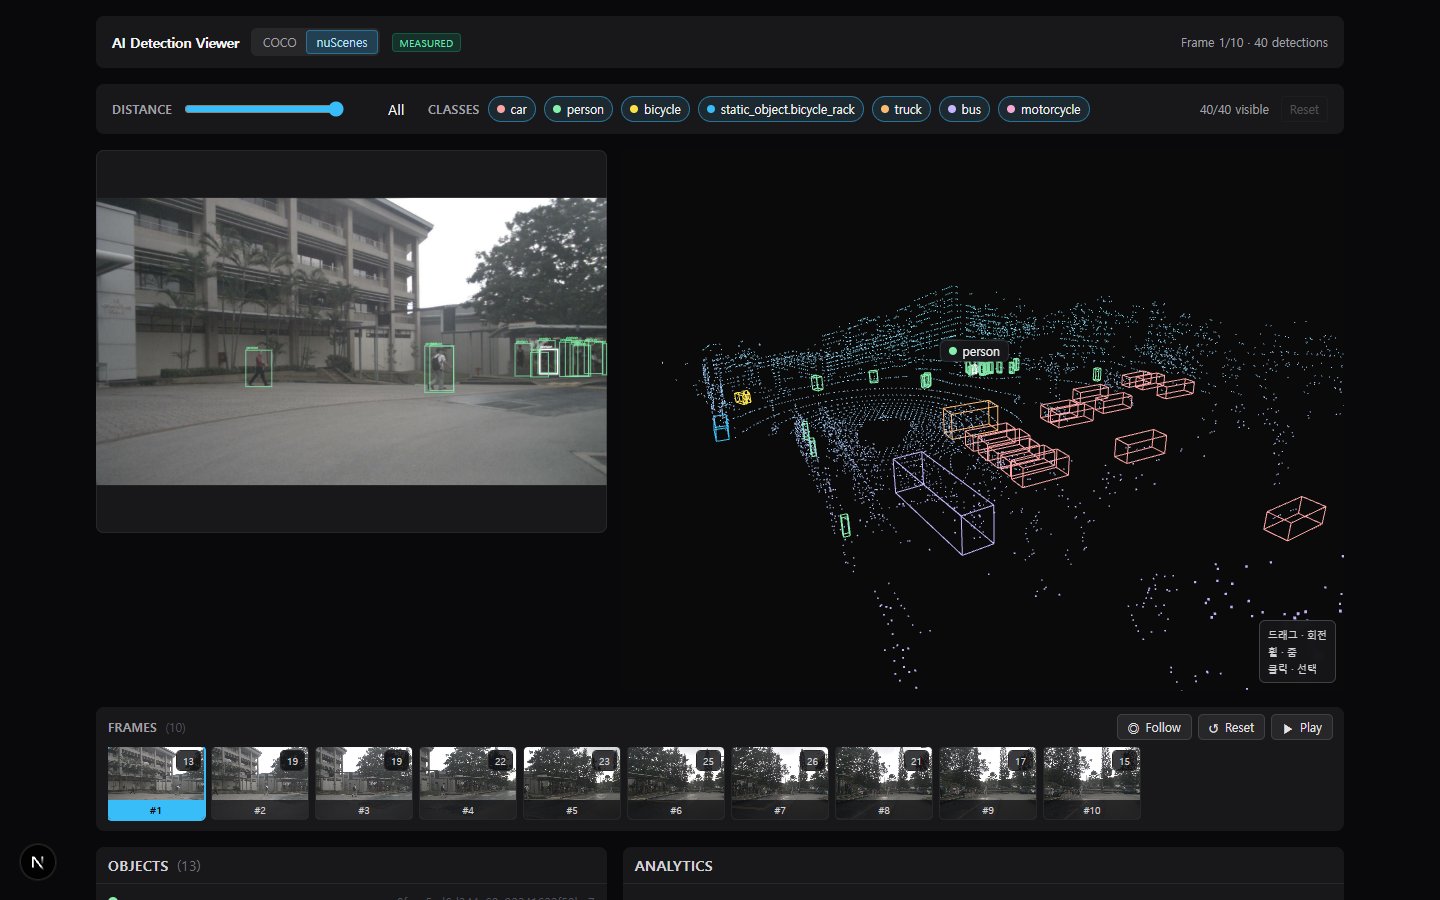 AI Detection Viewer COCO nuScenes MEASURED Frame 1/10 · 40 detections
DISTANCE All CLASSES car person bicycle static_object.bicycle_rack truck bus motorcycle 40/40 visible Reset
person
드래그 · 회전
휠 · 줌
클릭 · 선택
FRAMES (10) Follow Reset Play
13 19 19 22 23 25 26 21 17 15
#1 #2 #3 #4 #5 #6 #7 #8 #9 #10
N
OBJECTS (13) ANALYTICS